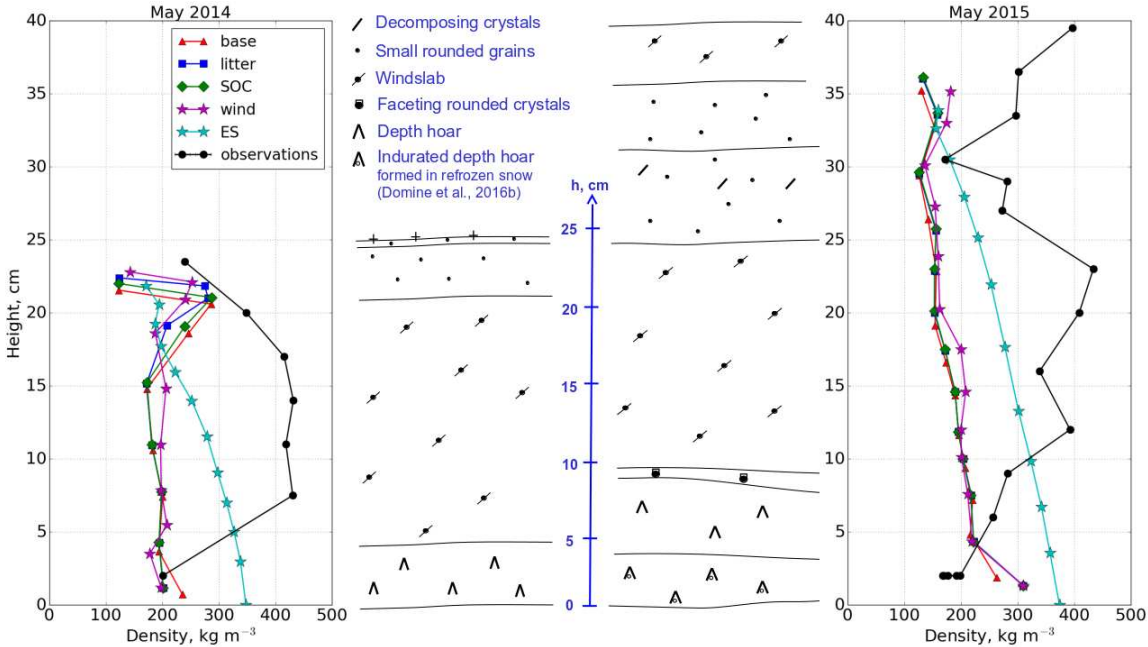 May 2014
40
35
30
25
20
15
10
5
0
Height, cm
base
litter
SOC
wind
ES
observations
0 100 200 300 400 500
Density, kg m⁻³
Decomposing crystals
Small rounded grains
Windslab
Faceting rounded crystals
Depth hoar
Indurated depth hoar
formed in refrozen snow
(Domine et al., 2016b)
h, cm
25
20
15
10
5
0
May 2015
40
35
30
25
20
15
10
5
0
0 100 200 300 400 500
Density, kg m⁻³